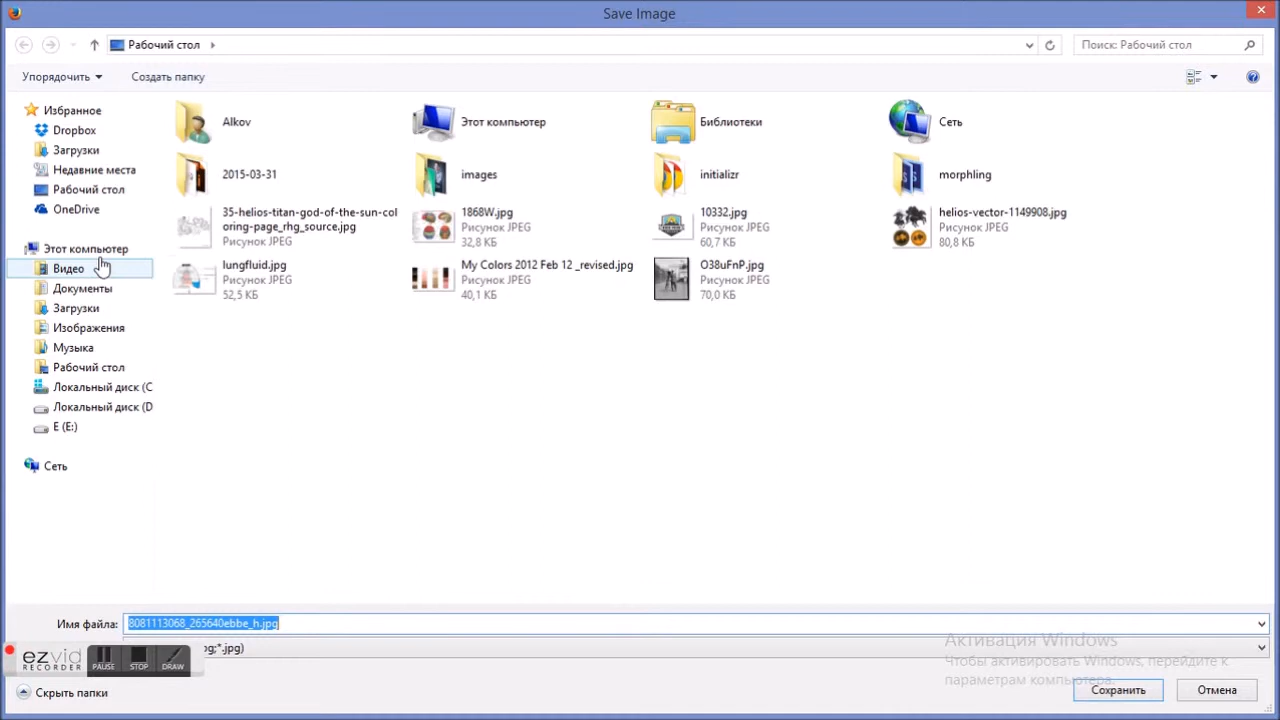 Save Image
Рабочий стол
Поиск: Рабочий стол
Упорядочить
Создать папку
Избранное
Dropbox
Загрузки
Недавние места
Рабочий стол
OneDrive
Этот компьютер
Видео
Документы
Загрузки
Изображения
Музыка
Рабочий стол
Локальный диск (C
Локальный диск (D
E (E:)
Сеть
Alkov
Этот компьютер
Библиотеки
Сеть
2015-03-31
images
initializr
morphling
35-helios-titan-god-of-the-sun-col
oring-page_rhg_source.jpg
Рисунок JPEG
1868W.jpg
Рисунок JPEG
32,8 КБ
10332.jpg
Рисунок JPEG
60,7 КБ
helios-vector-1149908.jpg
Рисунок JPEG
80,8 КБ
lungfluid.jpg
Рисунок JPEG
52,5 КБ
My Colors 2012 Feb 12 _revised.jpg
Рисунок JPEG
40,1 КБ
O38uFnP.jpg
Рисунок JPEG
70,0 КБ
Имя файла:
8081113068_265640ebbe_h.jpg
pg;*.jpg)
ezvid
RECORDER
PAUSE
STOP
DRAW
Активация Windows
Чтобы активировать Windows, перейдите к
параметрам компьютера.
Скрыть папки
Сохранить
Отмена